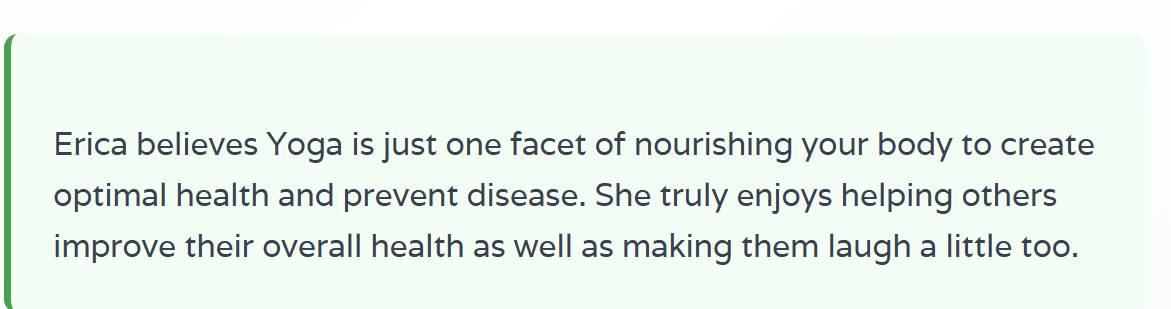 Erica believes Yoga is just one facet of nourishing your body to create
optimal health and prevent disease. She truly enjoys helping others
improve their overall health as well as making them laugh a little too.